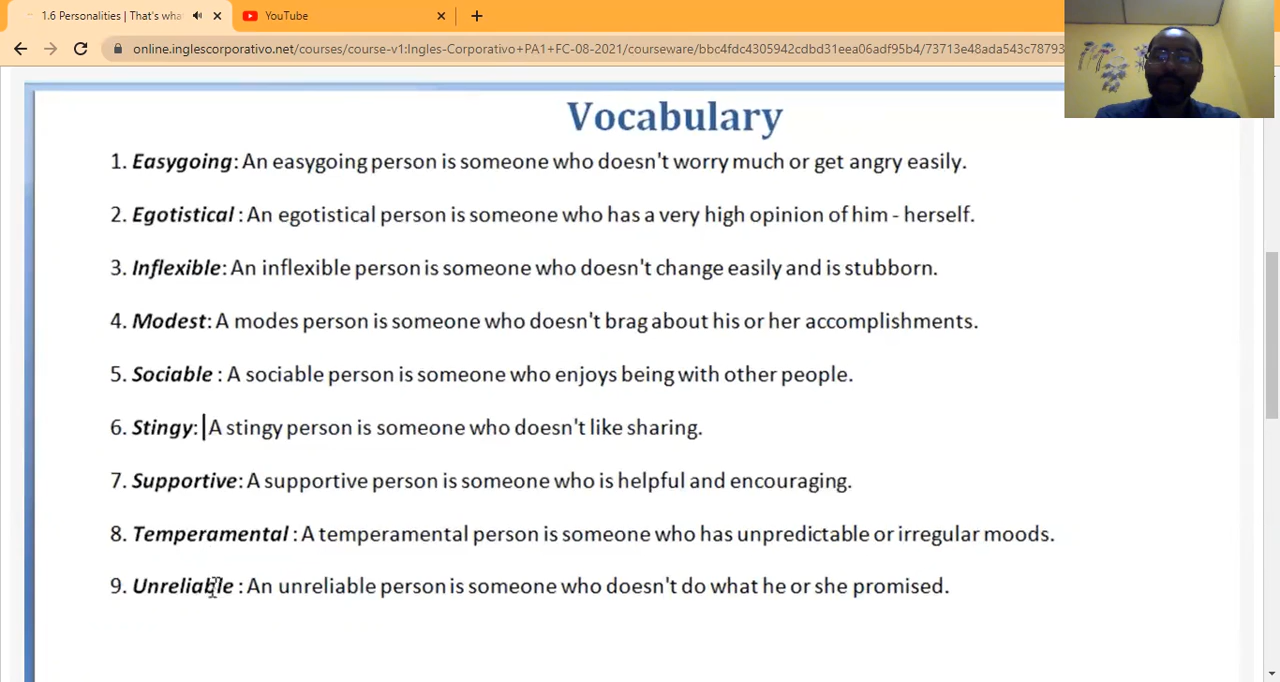 1.6 Personalities | That's wha
YouTube
online.inglescorporativo.net/courses/course-v1:Ingles-Corporativo+PA1+FC-08-2021/courseware/bbc4fdc4305942cdbd31eea06adf95b4/73713e48ada543c78793
Vocabulary
1. Easygoing: An easygoing person is someone who doesn't worry much or get angry easily.
2. Egotistical : An egotistical person is someone who has a very high opinion of him - herself.
3. Inflexible: An inflexible person is someone who doesn't change easily and is stubborn.
4. Modest: A modes person is someone who doesn't brag about his or her accomplishments.
5. Sociable : A sociable person is someone who enjoys being with other people.
6. Stingy: A stingy person is someone who doesn't like sharing.
7. Supportive: A supportive person is someone who is helpful and encouraging.
8. Temperamental : A temperamental person is someone who has unpredictable or irregular moods.
9. Unreliable : An unreliable person is someone who doesn't do what he or she promised.